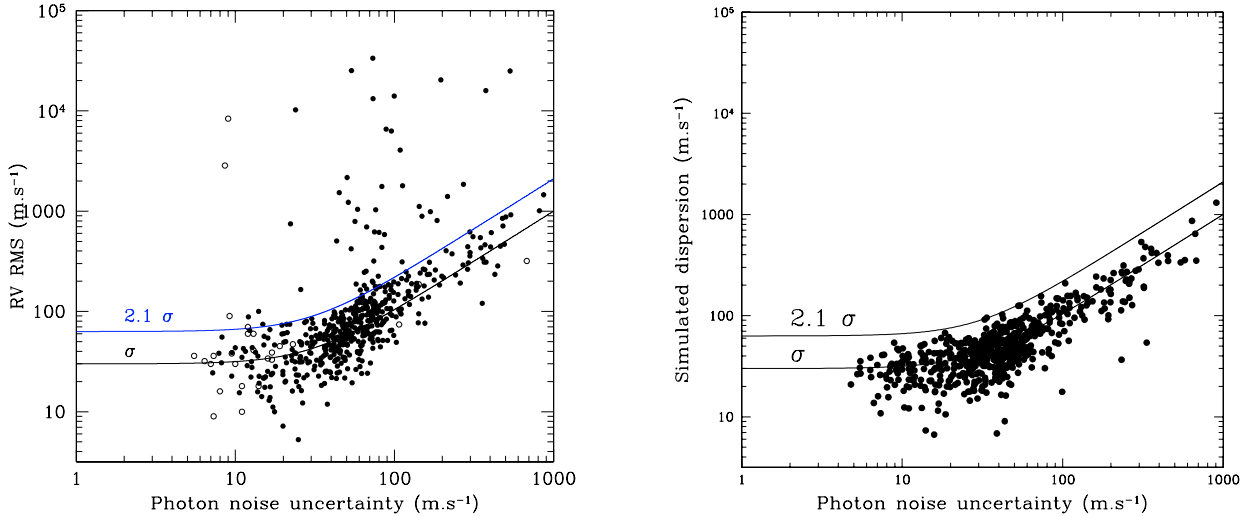 10⁵
10⁴
1000
100
10
RV RMS (m.s⁻¹)
2.1 σ
σ
1
10
100
1000
Photon noise uncertainty (m.s⁻¹)
10⁵
10⁴
1000
100
10
Simulated dispersion (m.s⁻¹)
2.1 σ
σ
1
10
100
1000
Photon noise uncertainty (m.s⁻¹)